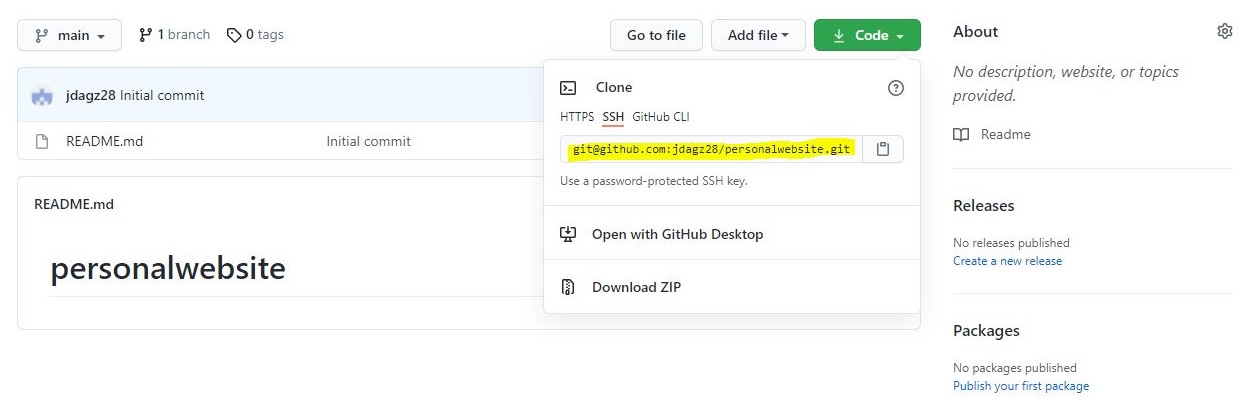 main
1 branch
0 tags
Go to file
Add file
Code
jdagz28 Initial commit
README.md
Initial commit
README.md
personalwebsite
Clone
HTTPS SSH GitHub CLI
git@github.com:jdagz28/personalwebsite.git
Use a password-protected SSH key.
Open with GitHub Desktop
Download ZIP
About
No description, website, or topics
provided.
Readme
Releases
No releases published
Create a new release
Packages
No packages published
Publish your first package